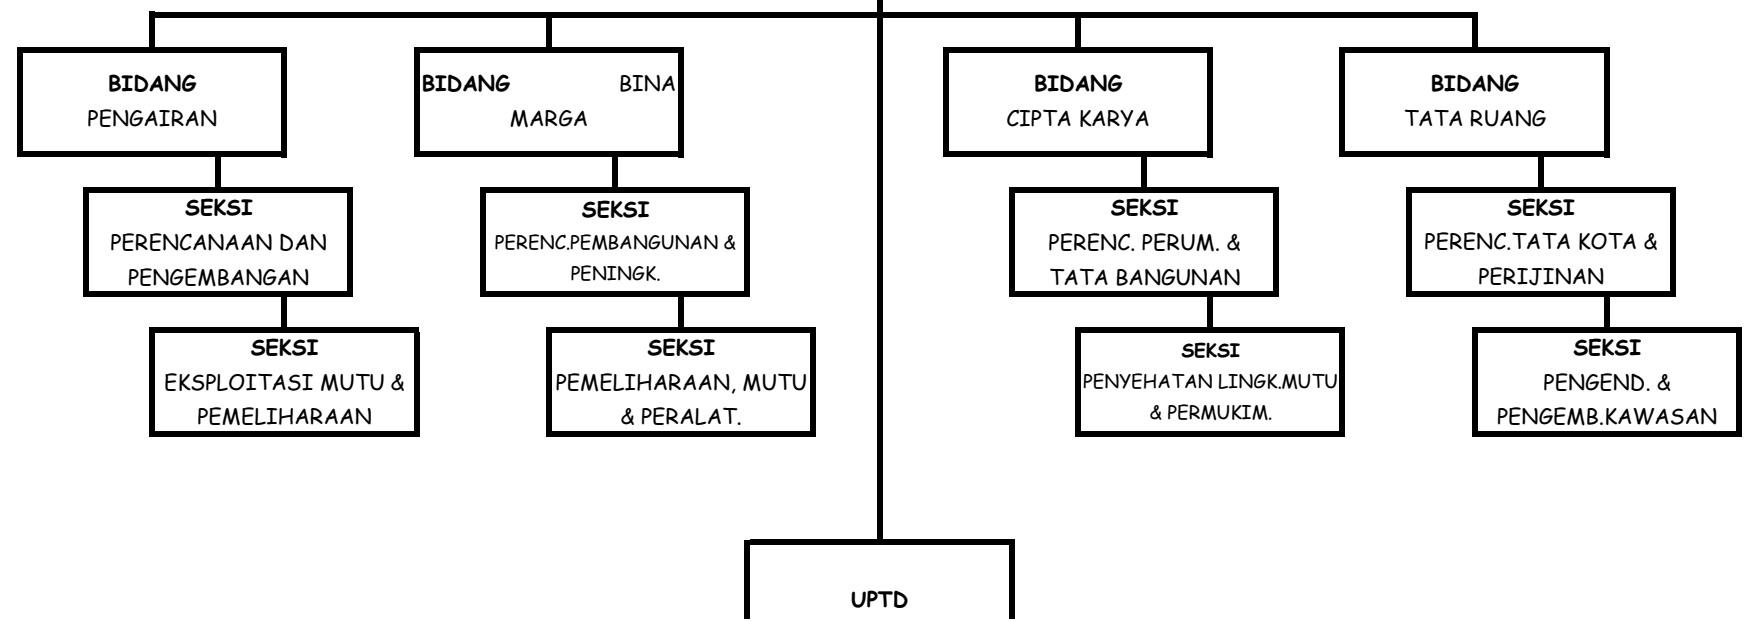 BIDANG
PENGAIRAN
BIDANG BINA
MARGA
BIDANG
CIPTA KARYA
BIDANG
TATA RUANG
SEKSI
PERENCANAAN DAN
PENGEMBANGAN
SEKSI
PERENC.PEMBANGUNAN &
PENINGK.
SEKSI
PERENC. PERUM. &
TATA BANGUNAN
SEKSI
PERENC.TATA KOTA &
PERIJINAN
SEKSI
EKSPLOITASI MUTU &
PEMELIHARAAN
SEKSI
PEMELIHARAAN, MUTU
& PERALAT.
SEKSI
PENYEHATAN LINGK.MUTU
& PERMUKIM.
SEKSI
PENGEND. &
PENGEMB.KAWASAN
UPTD